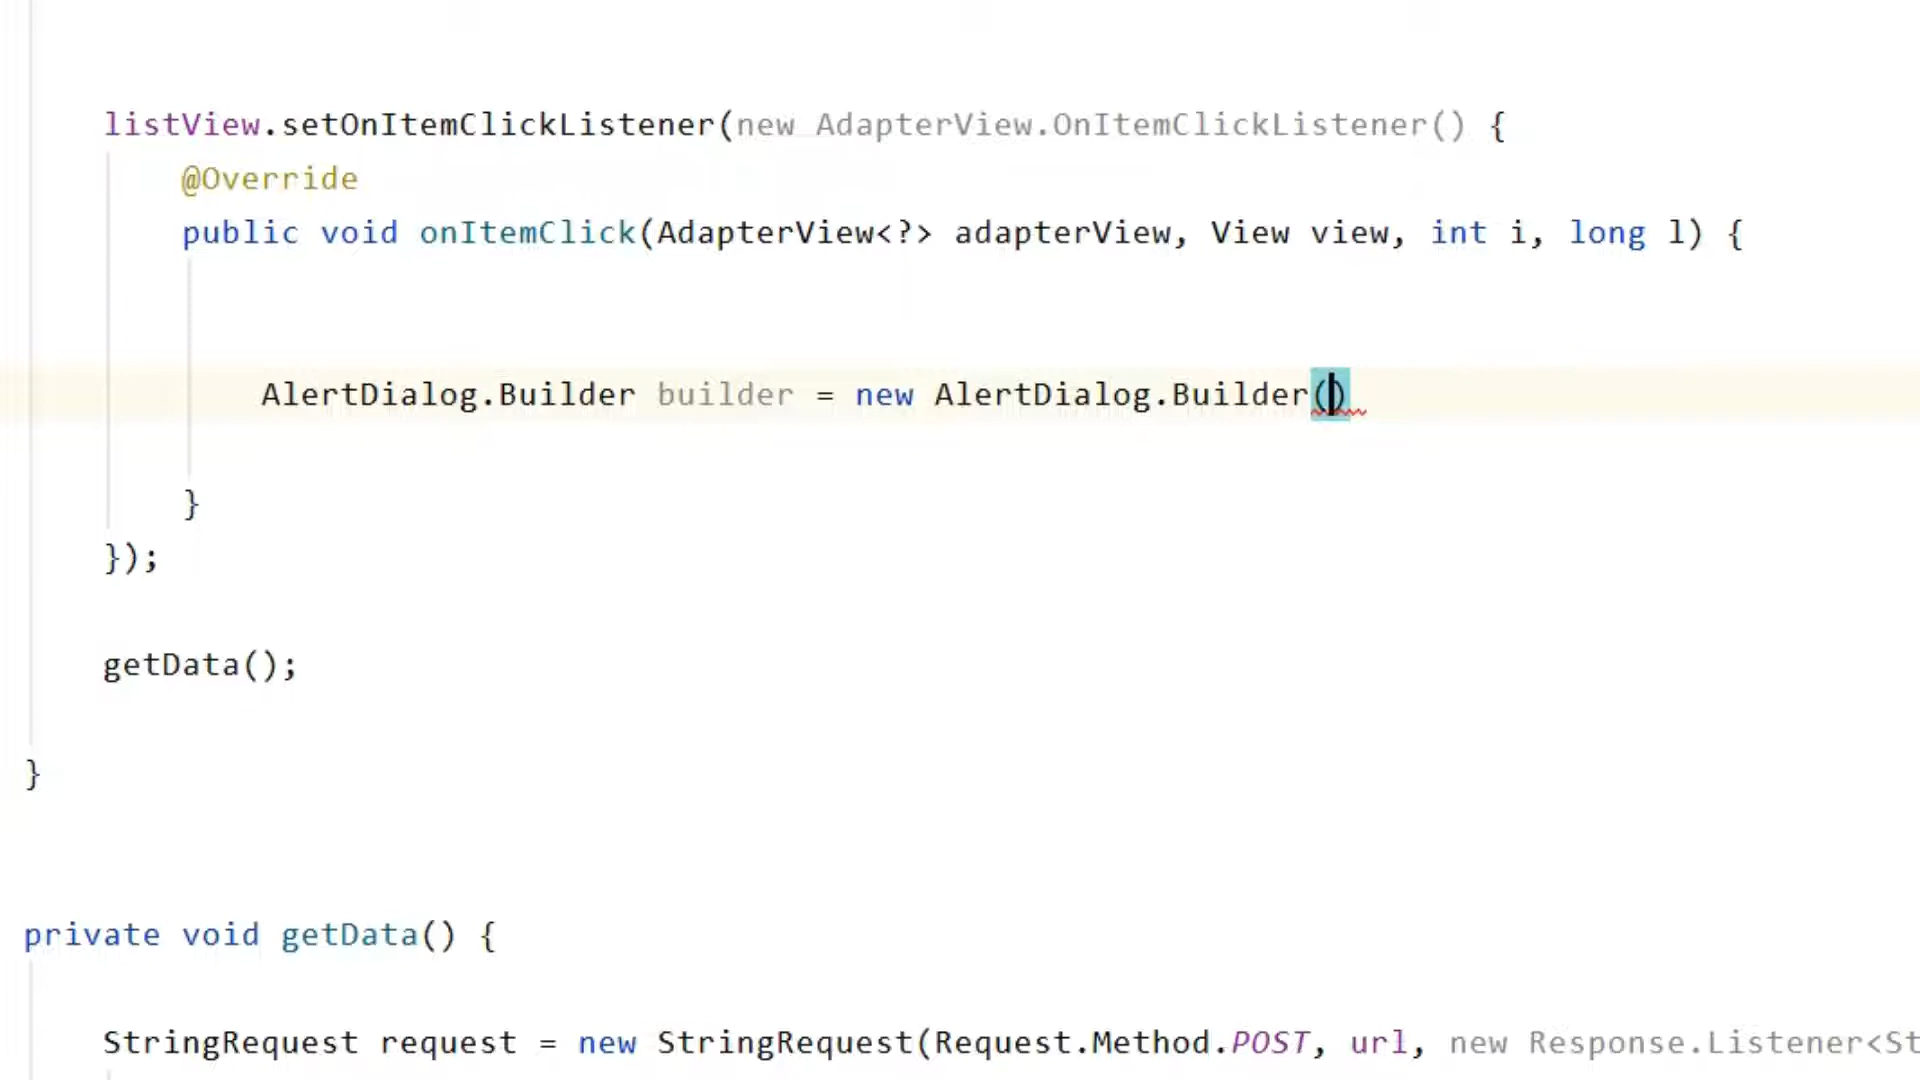 listView.setOnItemClickListener(new AdapterView.OnItemClickListener() {
@Override
public void onItemClick(AdapterView<?> adapterView, View view, int i, long l) {
AlertDialog.Builder builder = new AlertDialog.Builder()
}
});
getData();
}
private void getData() {
StringRequest request = new StringRequest(Request.Method.POST, url, new Response.Listener<St